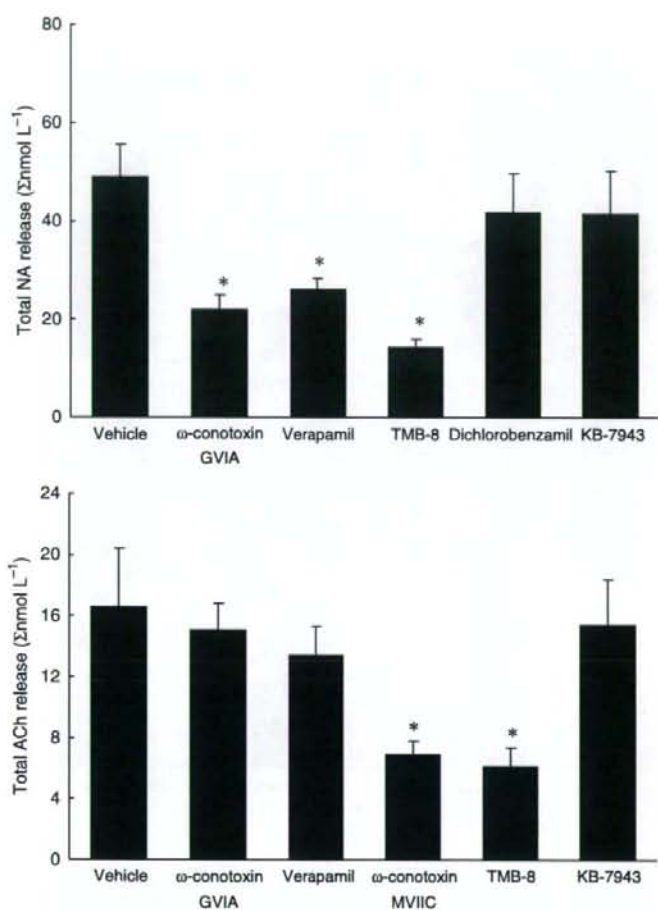 Total NA release (Σnmol L⁻¹)
80
60
40
20
0
*
*
*
Vehicle ω-conotoxin Verapamil TMB-8 Dichlorobenzamil KB-7943
GVIA
Total ACh release (Σnmol L⁻¹)
24
20
16
12
8
4
0
*
*
Vehicle ω-conotoxin Verapamil ω-conotoxin TMB-8 KB-7943
GVIA MVIIC